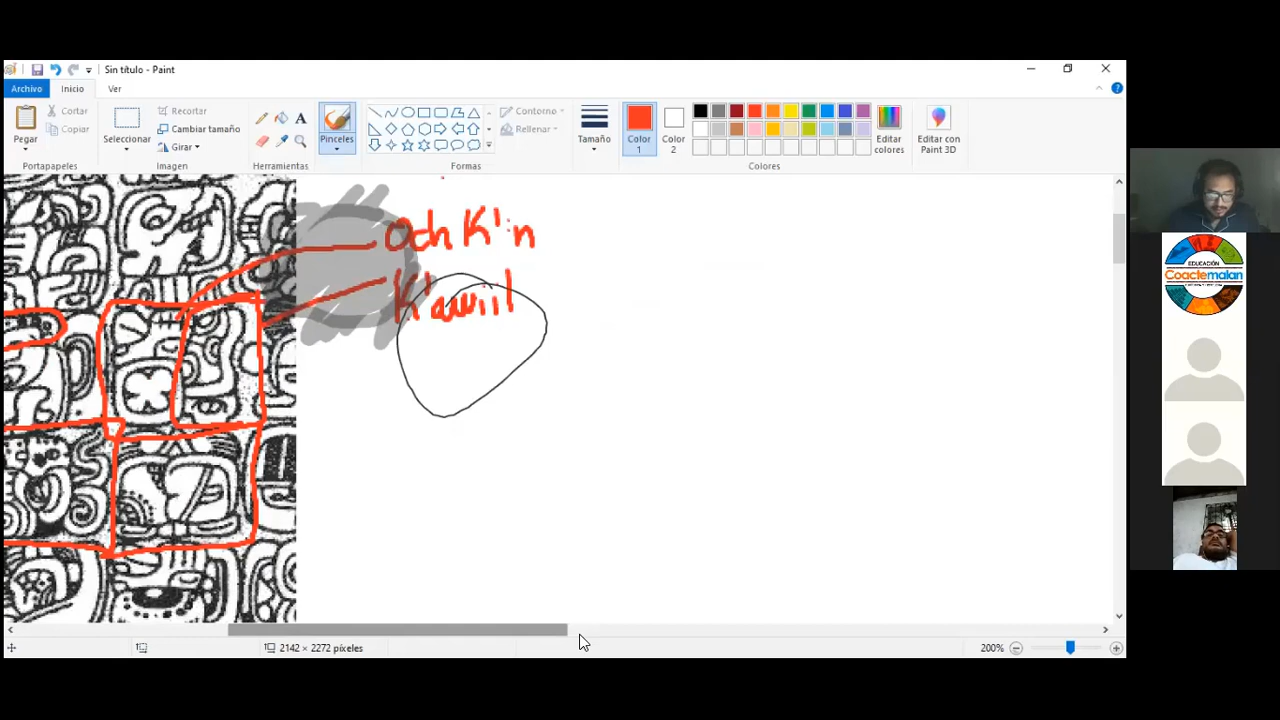 Sin título - Paint
Archivo Inicio Ver
Pegar
Cortar
Copiar
Portapapeles
Seleccionar
Recortar
Cambiar tamaño
Girar
Imagen
A
Herramientas
Pinceles
Contorno
Rellenar
Formas
Tamaño
Color 1
Color 2
Editar colores
Editar con Paint 3D
Colores
Och K'in
K'awiil
EDUCACIÓN
Coactemalan
2142 × 2272 píxeles
200%